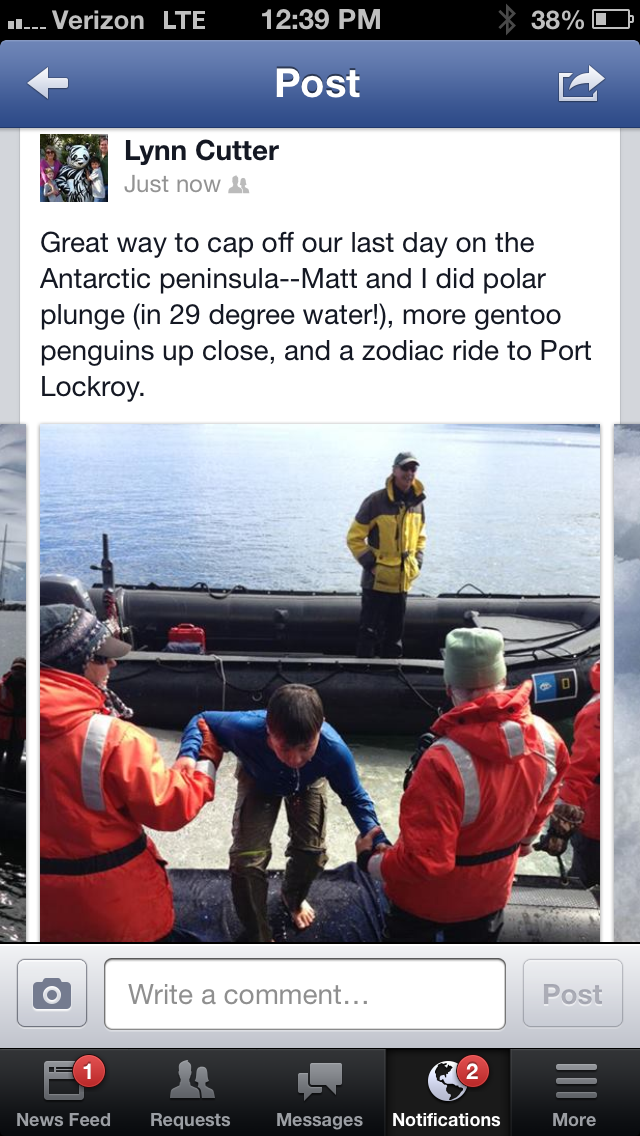 Verizon LTE 12:39 PM 38%
Post
Lynn Cutter
Just now
Great way to cap off our last day on the
Antarctic peninsula--Matt and I did polar
plunge (in 29 degree water!), more gentoo
penguins up close, and a zodiac ride to Port
Lockroy.
Write a comment...
Post
1
2
News Feed Requests Messages Notifications More